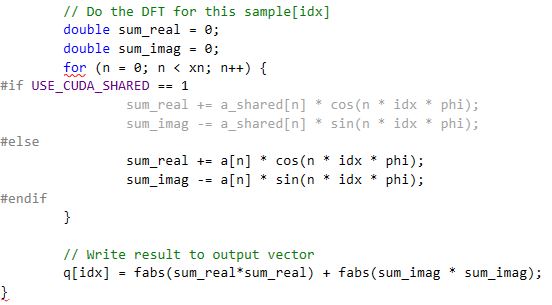 // Do the DFT for this sample[idx]
double sum_real = 0;
double sum_imag = 0;
for (n = 0; n < xn; n++) {
#if USE_CUDA_SHARED == 1
sum_real += a_shared[n] * cos(n * idx * phi);
sum_imag -= a_shared[n] * sin(n * idx * phi);
#else
sum_real += a[n] * cos(n * idx * phi);
sum_imag -= a[n] * sin(n * idx * phi);
#endif
}
// Write result to output vector
q[idx] = fabs(sum_real*sum_real) + fabs(sum_imag * sum_imag);
}